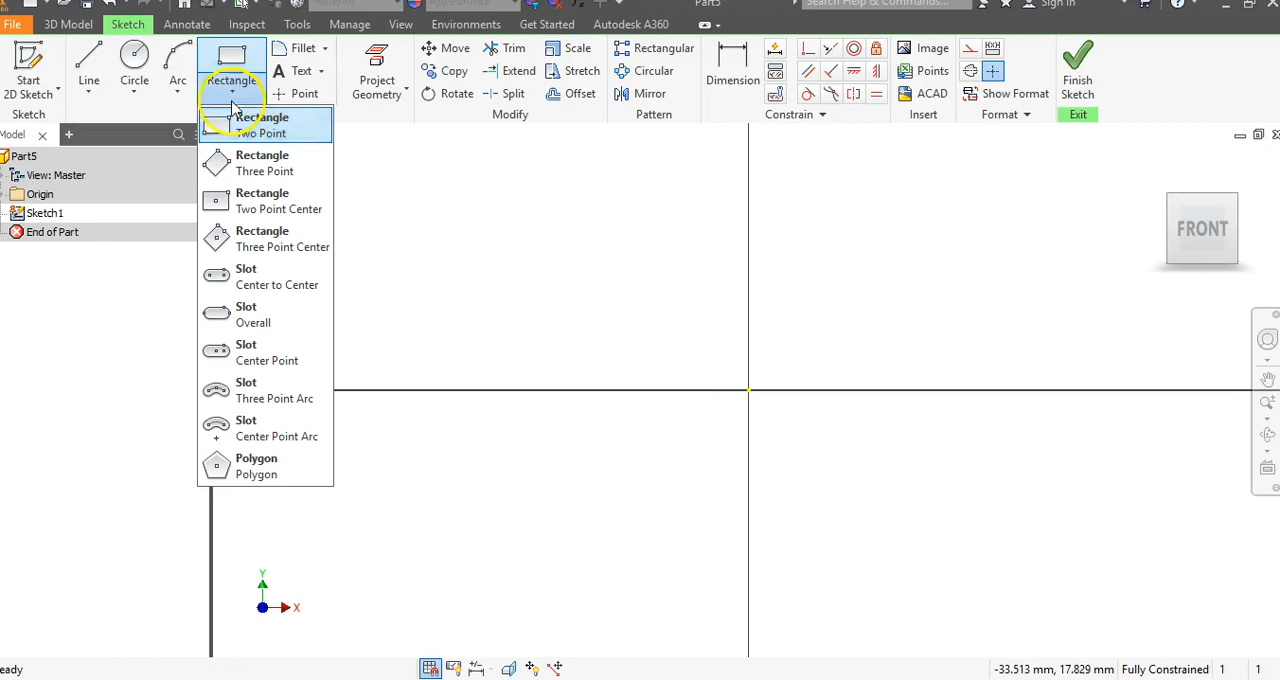 Part5
Search Help & Commands...
Sign In
File 3D Model Sketch Annotate Inspect Tools Manage View Environments Get Started Autodesk A360
Start
2D Sketch
Line
Circle
Arc
Rectangle
Fillet
Text
Point
Project
Geometry
Move
Copy
Rotate
Trim
Extend
Split
Scale
Stretch
Offset
Rectangular
Circular
Mirror
Dimension
Image
Points
ACAD
Show Format
Finish
Sketch
Sketch
Modify
Pattern
Constrain
Insert
Format
Exit
Model
Part5
View: Master
Origin
Sketch1
End of Part
Rectangle
Two Point
Rectangle
Three Point
Rectangle
Two Point Center
Rectangle
Three Point Center
Slot
Center to Center
Slot
Overall
Slot
Center Point
Slot
Three Point Arc
Slot
Center Point Arc
Polygon
Polygon
FRONT
Y
X
eady
-33.513 mm, 17.829 mm Fully Constrained 1 1